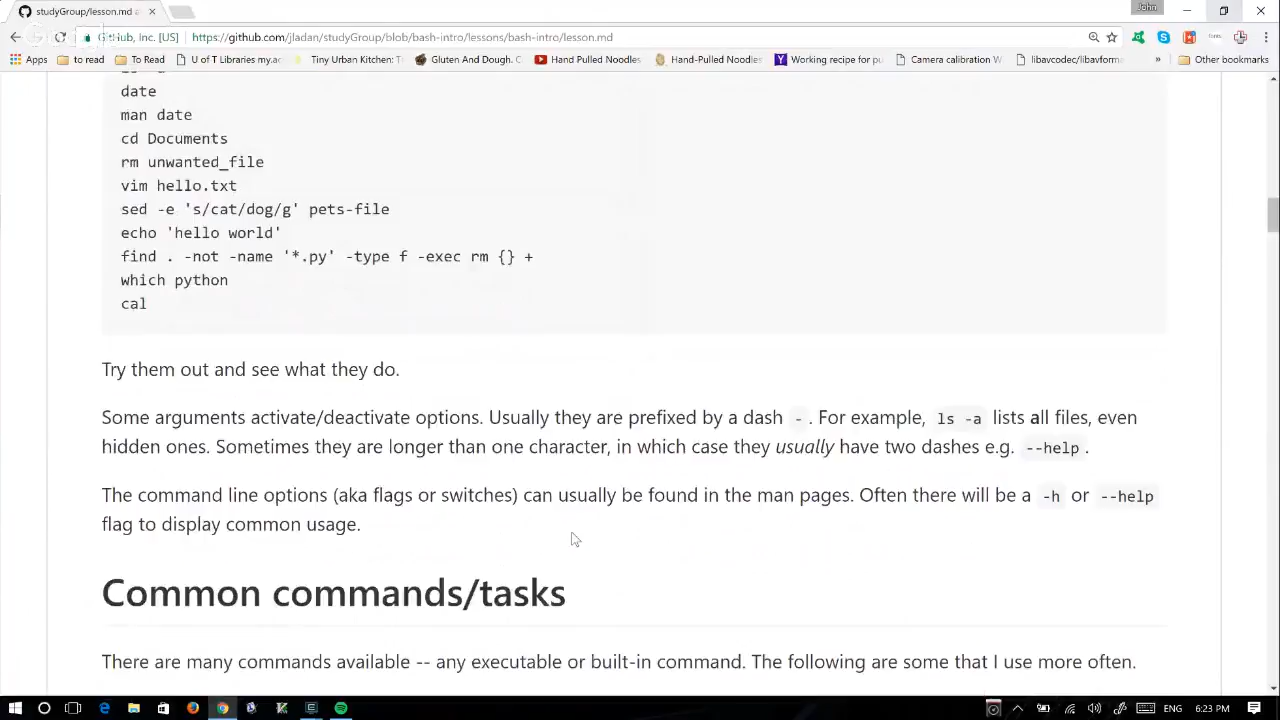 studyGroup/lesson.md a
John
GitHub, Inc. [US] https://github.com/jladan/studyGroup/blob/bash-intro/lessons/bash-intro/lesson.md
Apps Y read To Read U of T Libraries my.ac Tiny Urban Kitchen: Gluten And Dough. C Hand Pulled Noodles Hand-Pulled Noodles Working recipe for pu Camera calibration W libavcodec/libavform » Other bookmarks
date
man date
cd Documents
rm unwanted_file
vim hello.txt
sed -e 's/cat/dog/g' pets-file
echo 'hello world'
find . -not -name '*.py' -type f -exec rm {} +
which python
cal
Try them out and see what they do.
Some arguments activate/deactivate options. Usually they are prefixed by a dash - . For example, ls -a lists all files, even
hidden ones. Sometimes they are longer than one character, in which case they usually have two dashes e.g. --help .
The command line options (aka flags or switches) can usually be found in the man pages. Often there will be a -h or --help
flag to display common usage.
Common commands/tasks
There are many commands available -- any executable or built-in command. The following are some that I use more often.
ENG 6:23 PM